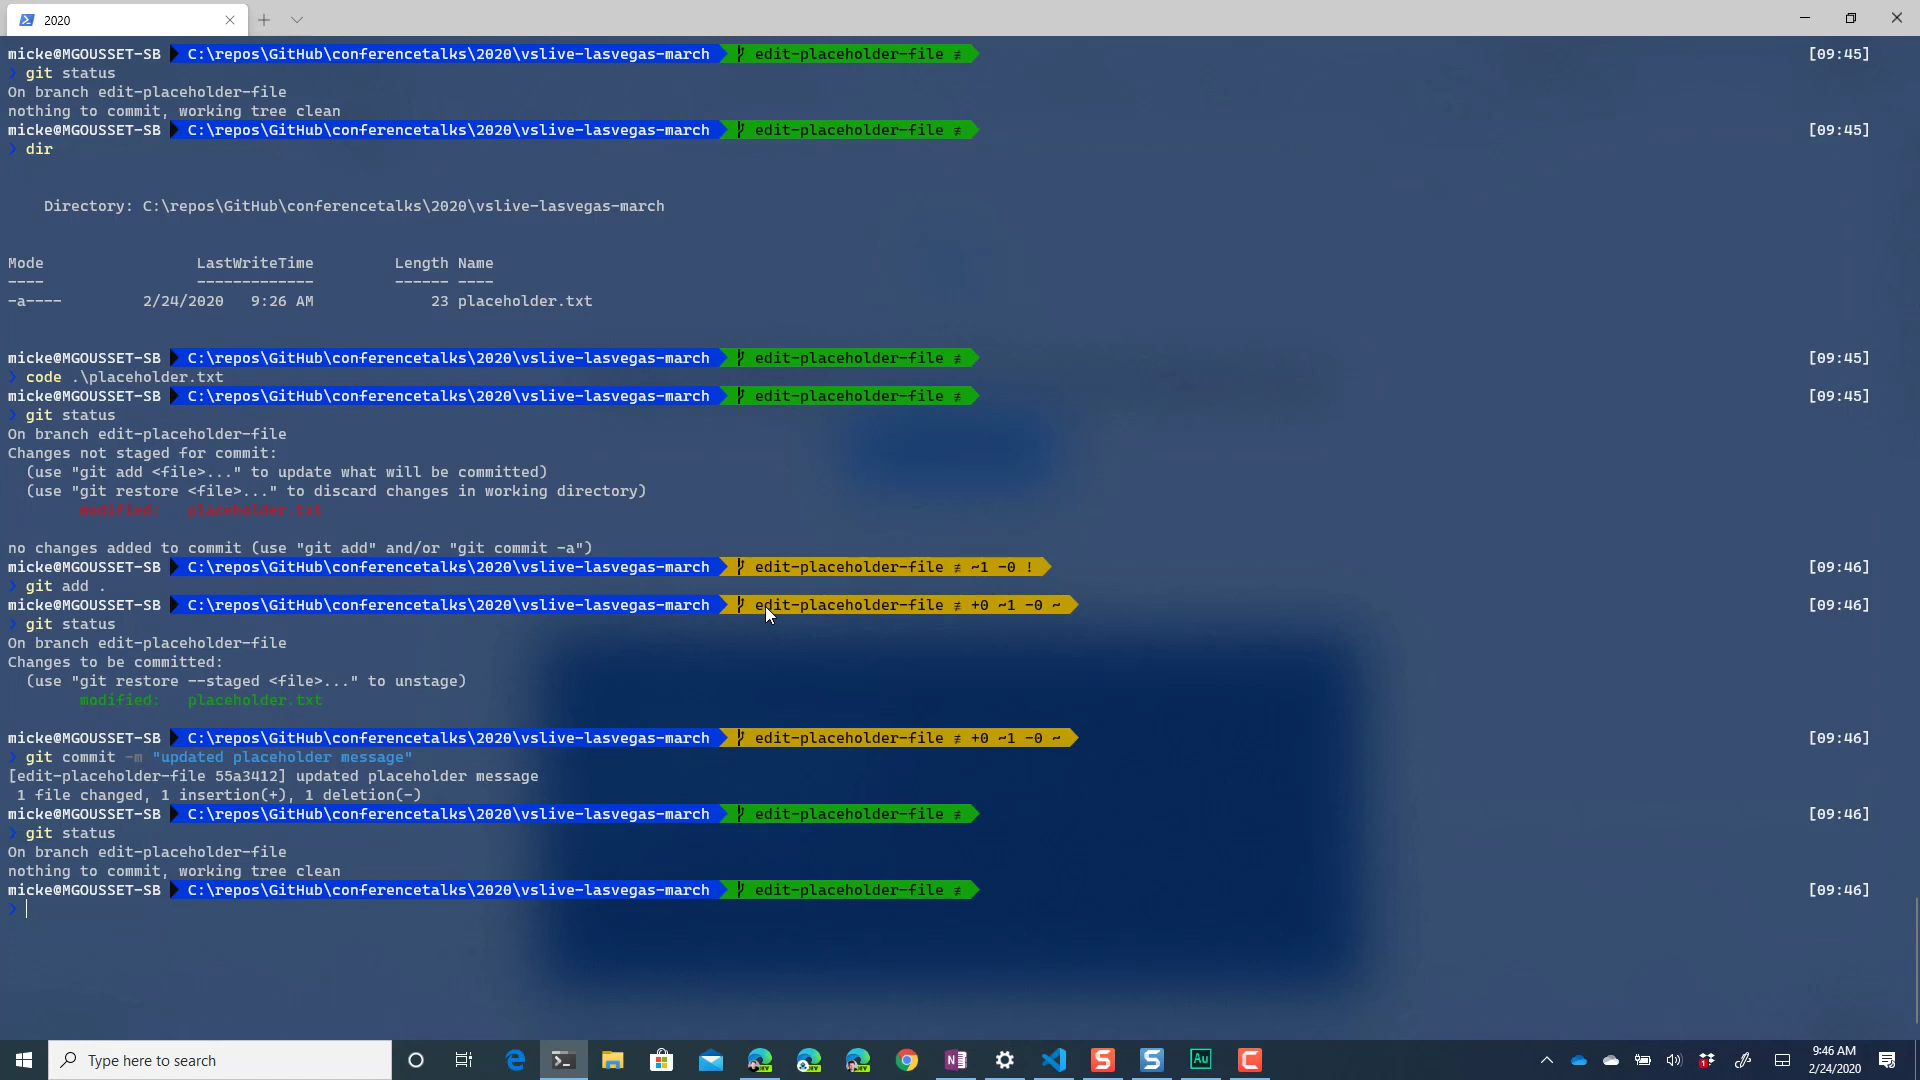 2020
micke@MGOUSSET-SB C:\repos\GitHub\conferencetalks\2020\vslive-lasvegas-march edit-placeholder-file ≢ [09:45]
❯ git status
On branch edit-placeholder-file
nothing to commit, working tree clean
micke@MGOUSSET-SB C:\repos\GitHub\conferencetalks\2020\vslive-lasvegas-march edit-placeholder-file ≢ [09:45]
❯ dir
Directory: C:\repos\GitHub\conferencetalks\2020\vslive-lasvegas-march
Mode LastWriteTime Length Name
---- ------------- ------ ----
-a---- 2/24/2020 9:26 AM 23 placeholder.txt
micke@MGOUSSET-SB C:\repos\GitHub\conferencetalks\2020\vslive-lasvegas-march edit-placeholder-file ≢ [09:45]
❯ code .\placeholder.txt
micke@MGOUSSET-SB C:\repos\GitHub\conferencetalks\2020\vslive-lasvegas-march edit-placeholder-file ≢ [09:45]
❯ git status
On branch edit-placeholder-file
Changes not staged for commit:
(use "git add <file>..." to update what will be committed)
(use "git restore <file>..." to discard changes in working directory)
modified: placeholder.txt
no changes added to commit (use "git add" and/or "git commit -a")
micke@MGOUSSET-SB C:\repos\GitHub\conferencetalks\2020\vslive-lasvegas-march edit-placeholder-file ≢ ~1 -0 ! [09:46]
❯ git add .
micke@MGOUSSET-SB C:\repos\GitHub\conferencetalks\2020\vslive-lasvegas-march edit-placeholder-file ≢ +0 ~1 -0 ~ [09:46]
❯ git status
On branch edit-placeholder-file
Changes to be committed:
(use "git restore --staged <file>..." to unstage)
modified: placeholder.txt
micke@MGOUSSET-SB C:\repos\GitHub\conferencetalks\2020\vslive-lasvegas-march edit-placeholder-file ≢ +0 ~1 -0 ~ [09:46]
❯ git commit -m "updated placeholder message"
[edit-placeholder-file 55a3412] updated placeholder message
1 file changed, 1 insertion(+), 1 deletion(-)
micke@MGOUSSET-SB C:\repos\GitHub\conferencetalks\2020\vslive-lasvegas-march edit-placeholder-file ≢ [09:46]
❯ git status
On branch edit-placeholder-file
nothing to commit, working tree clean
micke@MGOUSSET-SB C:\repos\GitHub\conferencetalks\2020\vslive-lasvegas-march edit-placeholder-file ≢ [09:46]
❯
Type here to search
9:46 AM
2/24/2020